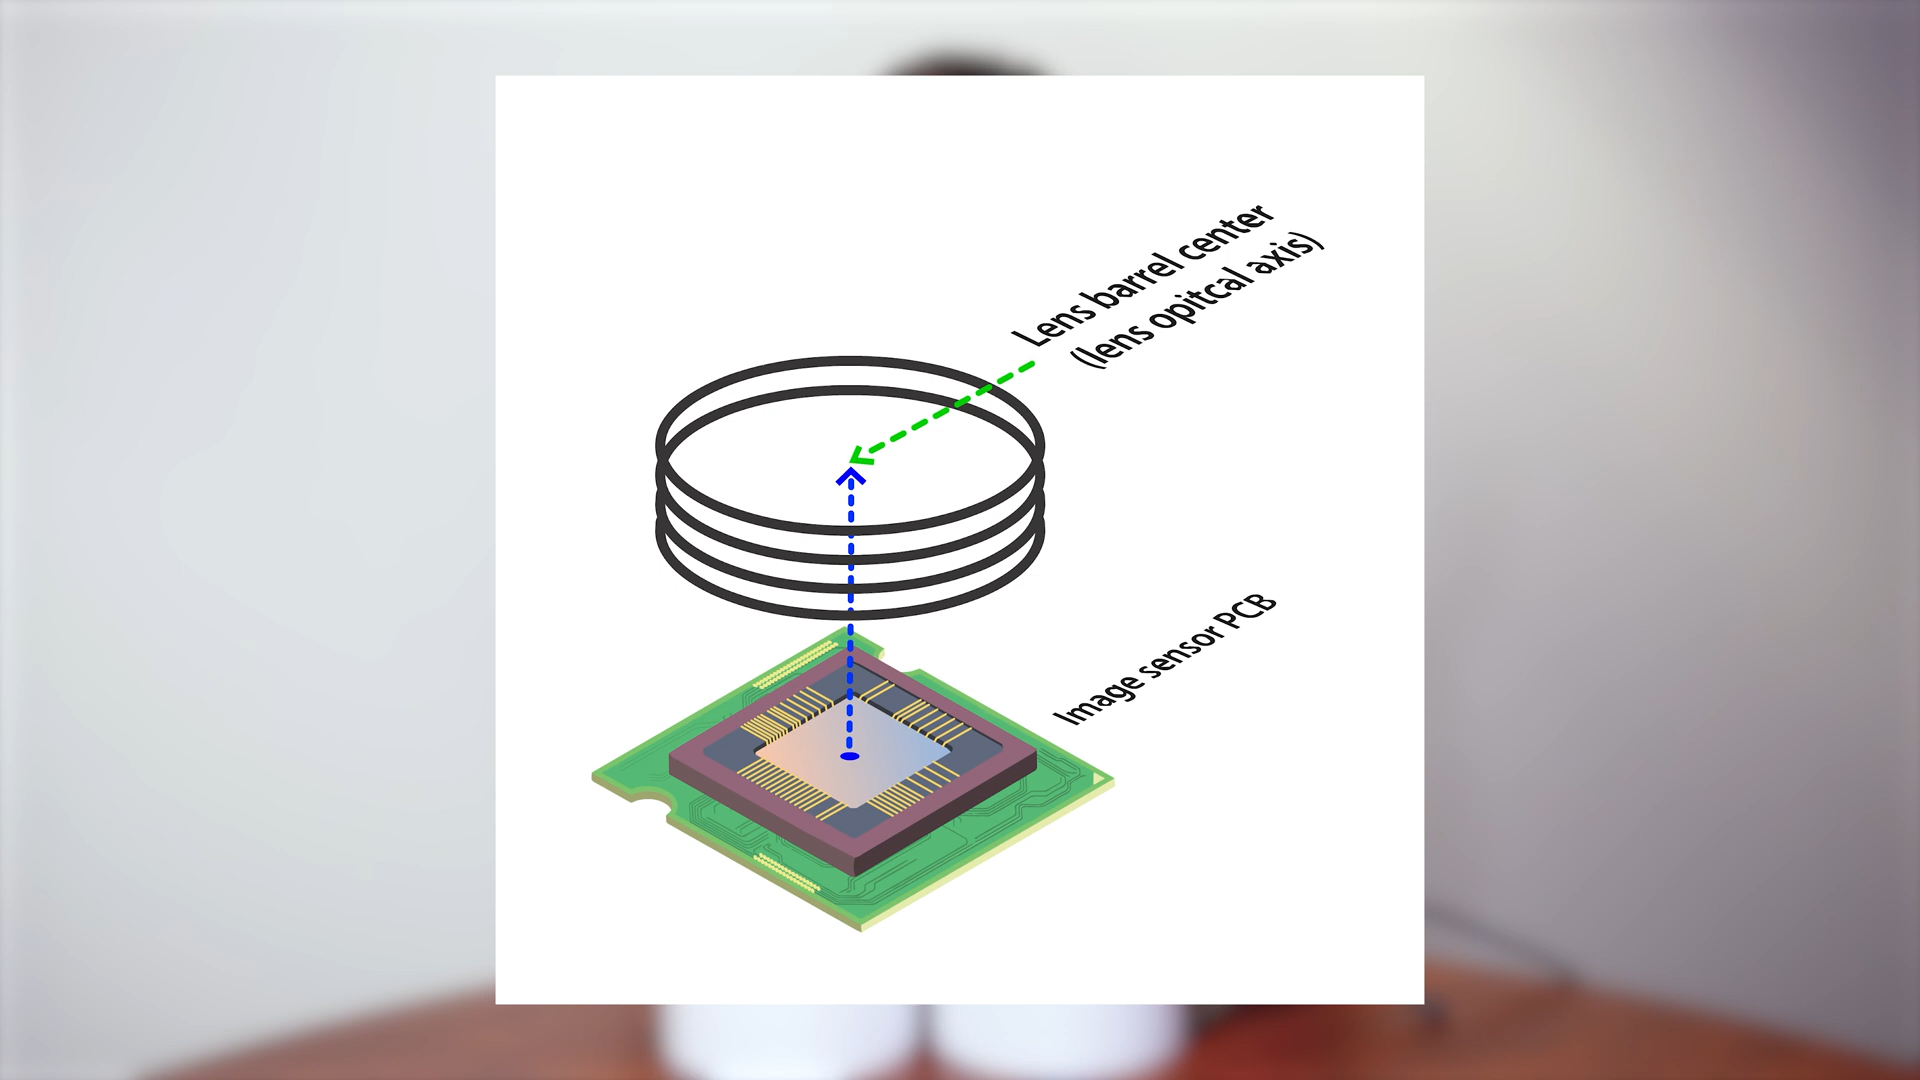 Lens barrel center
(lens opitcal axis)
Image sensor PCB